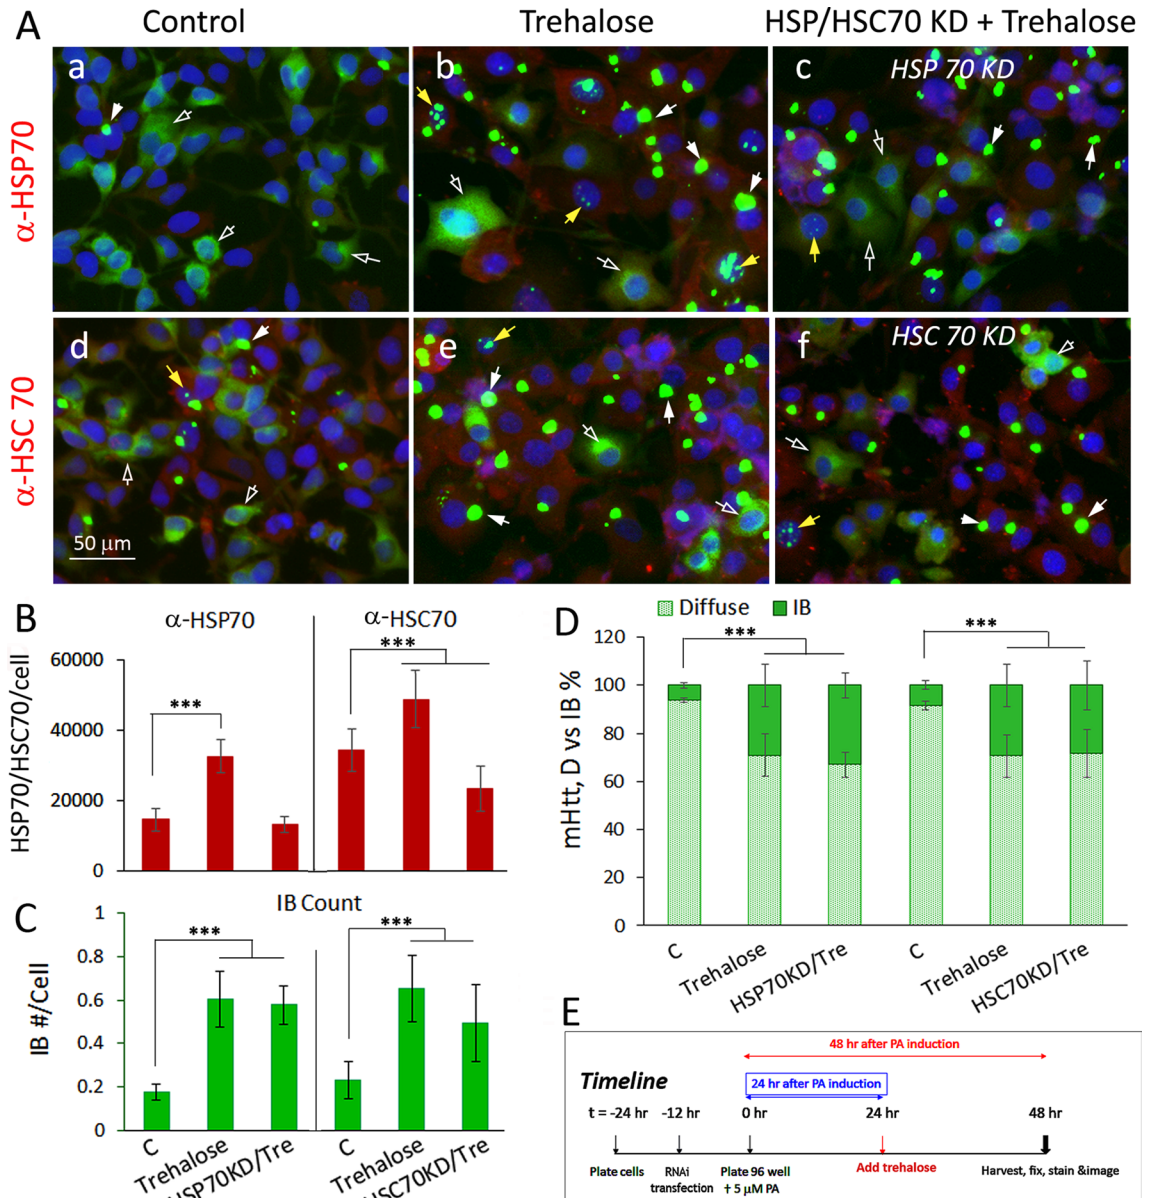 A
Control
Trehalose
HSP/HSC70 KD + Trehalose
α-HSP70
a
b
c
HSP 70 KD
α-HSC 70
d
50 μm
e
f
HSC 70 KD
B
α-HSP70
α-HSC70
HSP70/HSC70/cell
60000
40000
20000
0
***
***
C
IB Count
IB #/Cell
1
0.8
0.6
0.4
0.2
0
***
***
C
Trehalose
HSP70KD/Tre
C
Trehalose
HSC70KD/Tre
D
Diffuse
IB
mHtt, D vs IB %
120
100
80
60
40
20
0
***
***
C
Trehalose
HSP70KD/Tre
C
Trehalose
HSC70KD/Tre
E
48 hr after PA induction
Timeline
24 hr after PA induction
t = -24 hr
-12 hr
0 hr
24 hr
48 hr
Plate cells
RNAi
transfection
Plate 96 well
† 5 μM PA
Add trehalose
Harvest, fix, stain &image